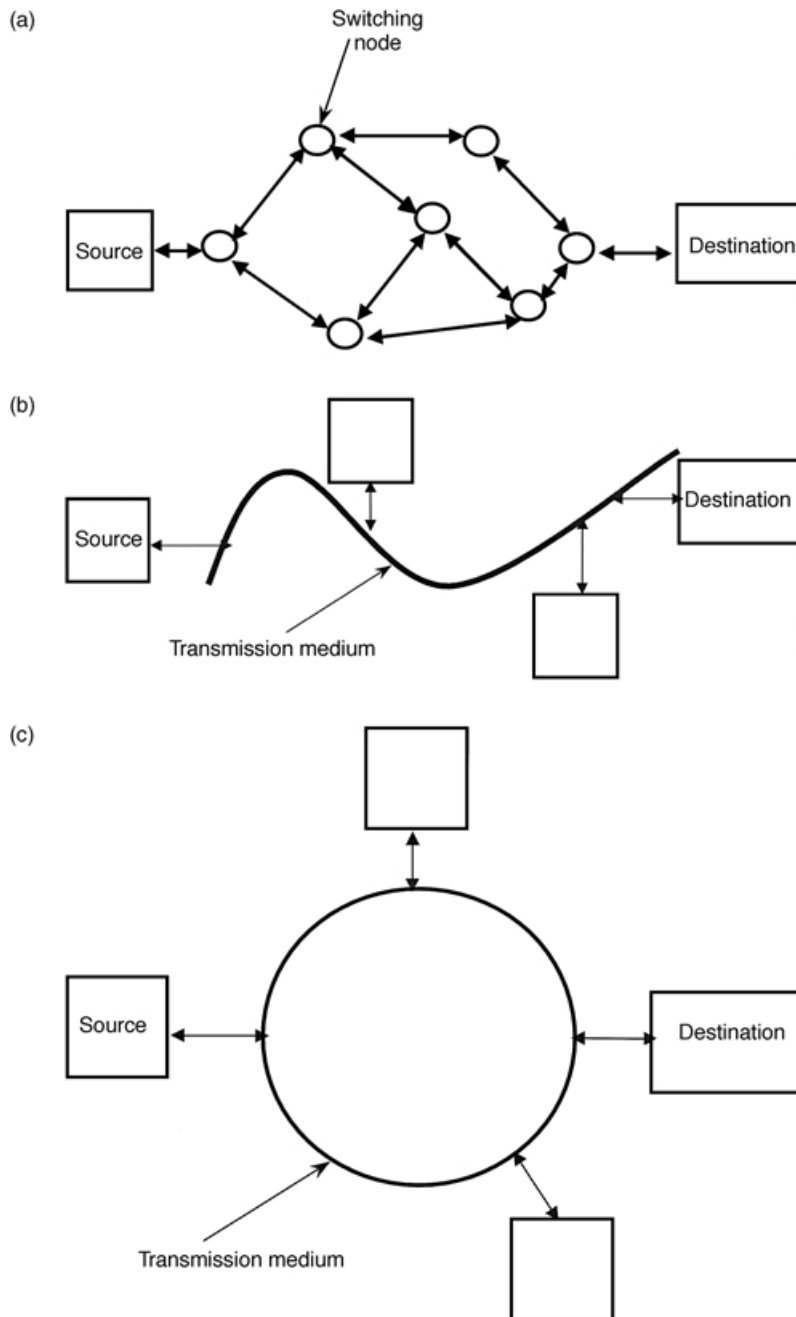 (a)
Switching
node
Source
Destination
(b)
Source
Destination
Transmission medium
(c)
Source
Destination
Transmission medium